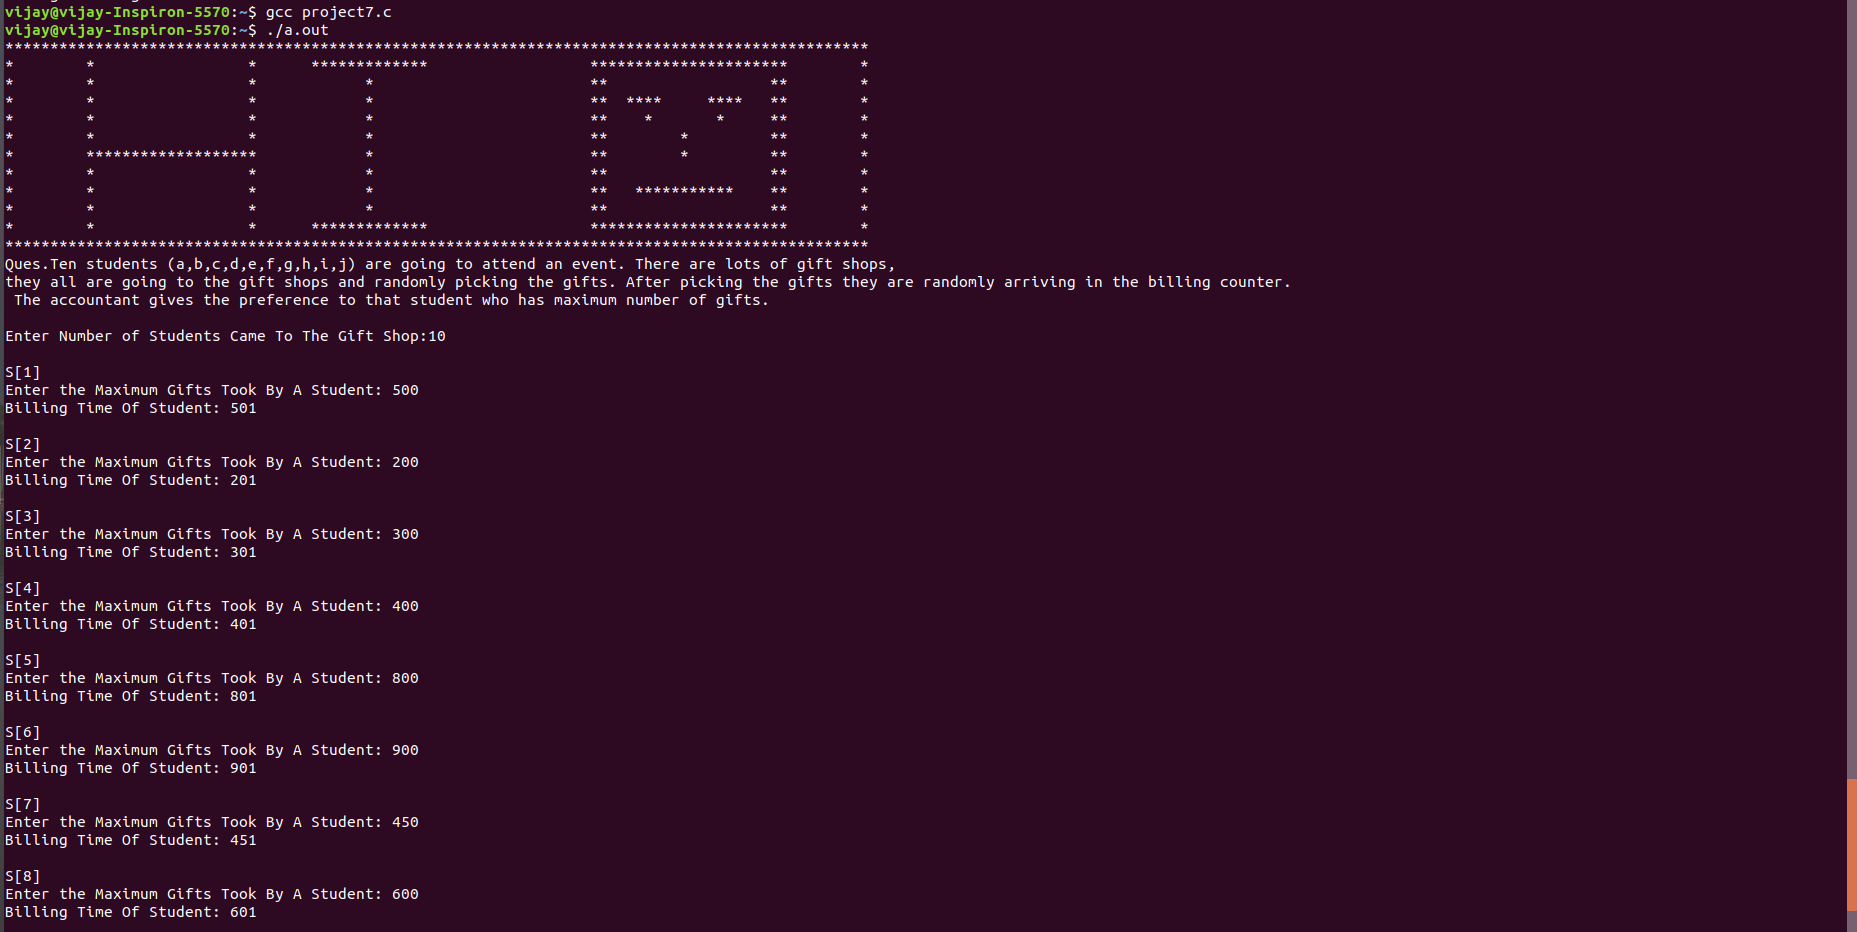 vijay@vijay-Inspiron-5570:~$ gcc project7.c
vijay@vijay-Inspiron-5570:~$ ./a.out
************************************************************************************************
*        *                 *      *************                  **********************        *
*        *                 *            *                        **                  **        *
*        *                 *            *                        **  ****     ****   **        *
*        *                 *            *                        **    *       *     **        *
*        *                 *            *                        **        *         **        *
*        *******************            *                        **        *         **        *
*        *                 *            *                        **                  **        *
*        *                 *            *                        **   ***********    **        *
*        *                 *            *                        **                  **        *
*        *                 *      *************                  **********************        *
************************************************************************************************
Ques.Ten students (a,b,c,d,e,f,g,h,i,j) are going to attend an event. There are lots of gift shops,
they all are going to the gift shops and randomly picking the gifts. After picking the gifts they are randomly arriving in the billing counter.
 The accountant gives the preference to that student who has maximum number of gifts.
Enter Number of Students Came To The Gift Shop:10
S[1]
Enter the Maximum Gifts Took By A Student: 500
Billing Time Of Student: 501
S[2]
Enter the Maximum Gifts Took By A Student: 200
Billing Time Of Student: 201
S[3]
Enter the Maximum Gifts Took By A Student: 300
Billing Time Of Student: 301
S[4]
Enter the Maximum Gifts Took By A Student: 400
Billing Time Of Student: 401
S[5]
Enter the Maximum Gifts Took By A Student: 800
Billing Time Of Student: 801
S[6]
Enter the Maximum Gifts Took By A Student: 900
Billing Time Of Student: 901
S[7]
Enter the Maximum Gifts Took By A Student: 450
Billing Time Of Student: 451
S[8]
Enter the Maximum Gifts Took By A Student: 600
Billing Time Of Student: 601